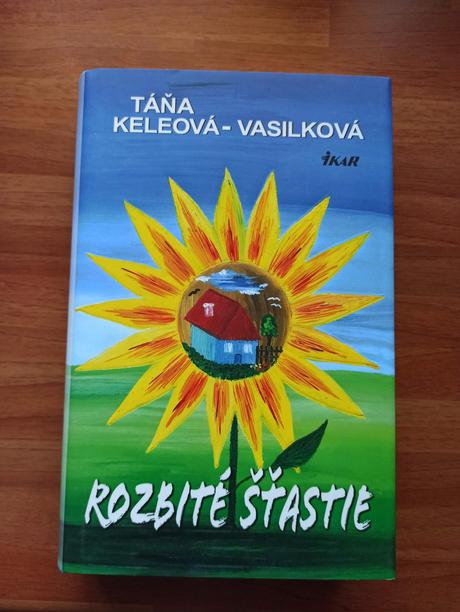 TÁŇA
KELEOVÁ-VASILKOVÁ
IKAR
ROZBITÉ ŠŤASTIE